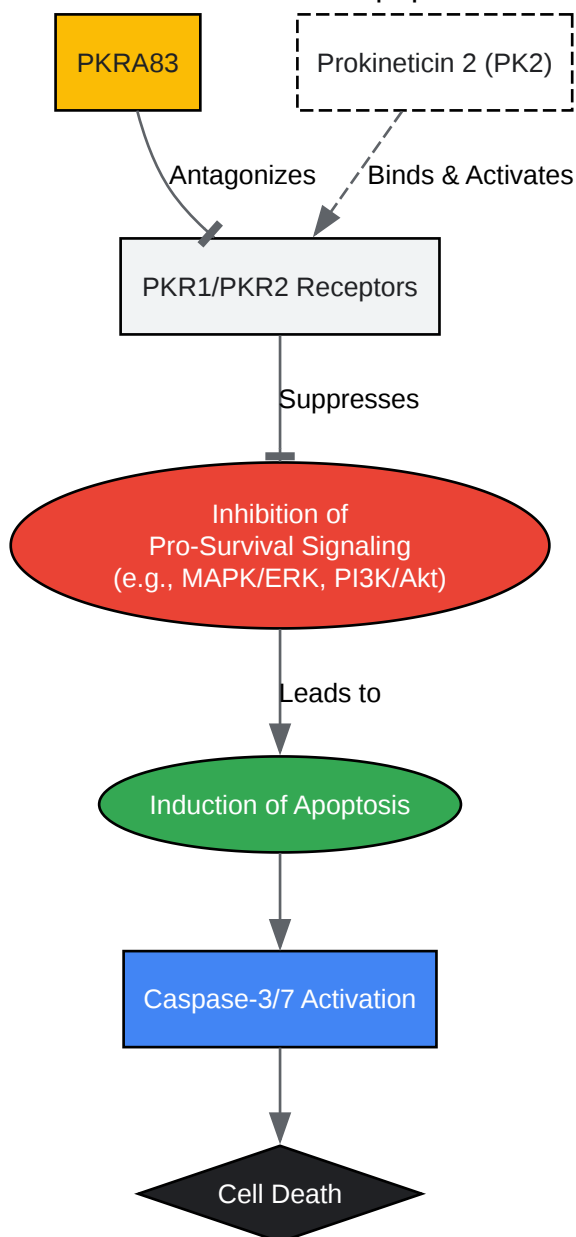 PKRA83
Prokineticin 2 (PK2)
Antagonizes
Binds & Activates
PKR1/PKR2 Receptors
Suppresses
Inhibition of
Pro-Survival Signaling
(e.g., MAPK/ERK, PI3K/Akt)
Leads to
Induction of Apoptosis
Caspase-3/7 Activation
Cell Death